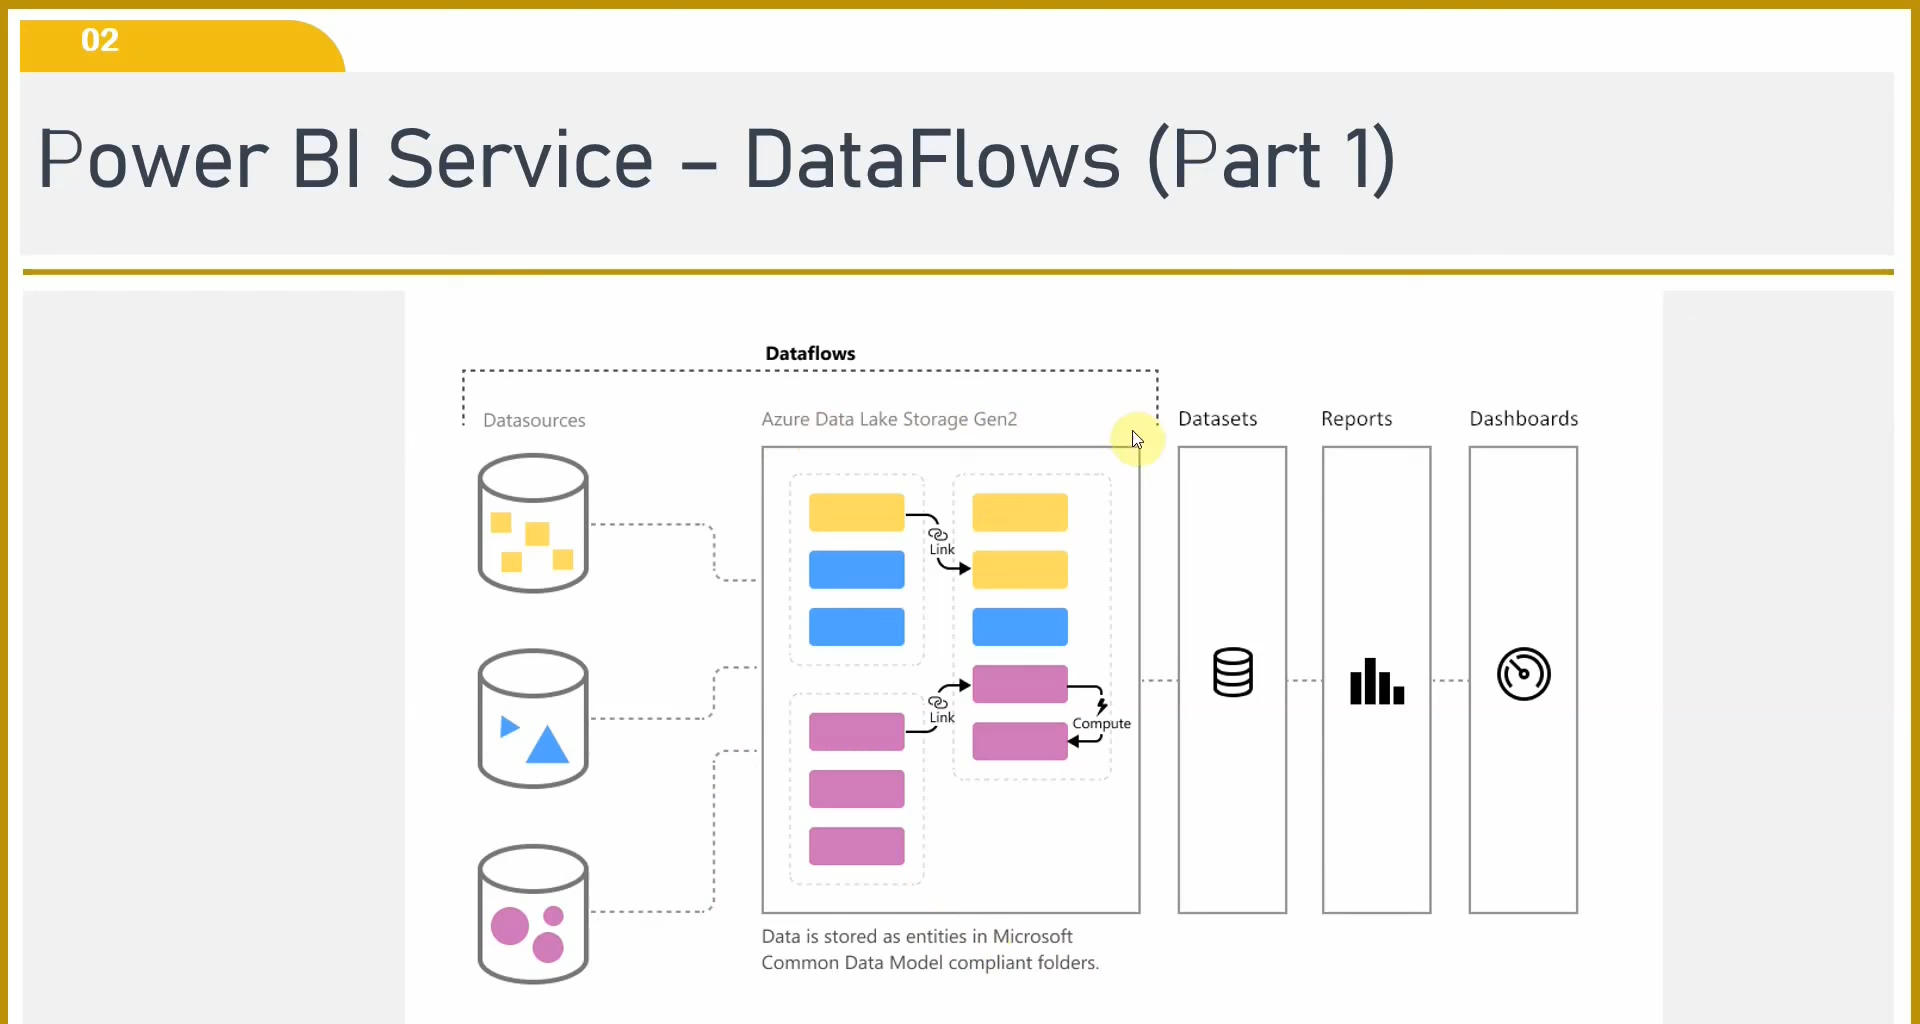 02
Power BI Service – DataFlows (Part 1)
Dataflows
Datasources
Azure Data Lake Storage Gen2
Datasets
Reports
Dashboards
Link
Link
Compute
Data is stored as entities in Microsoft
Common Data Model compliant folders.